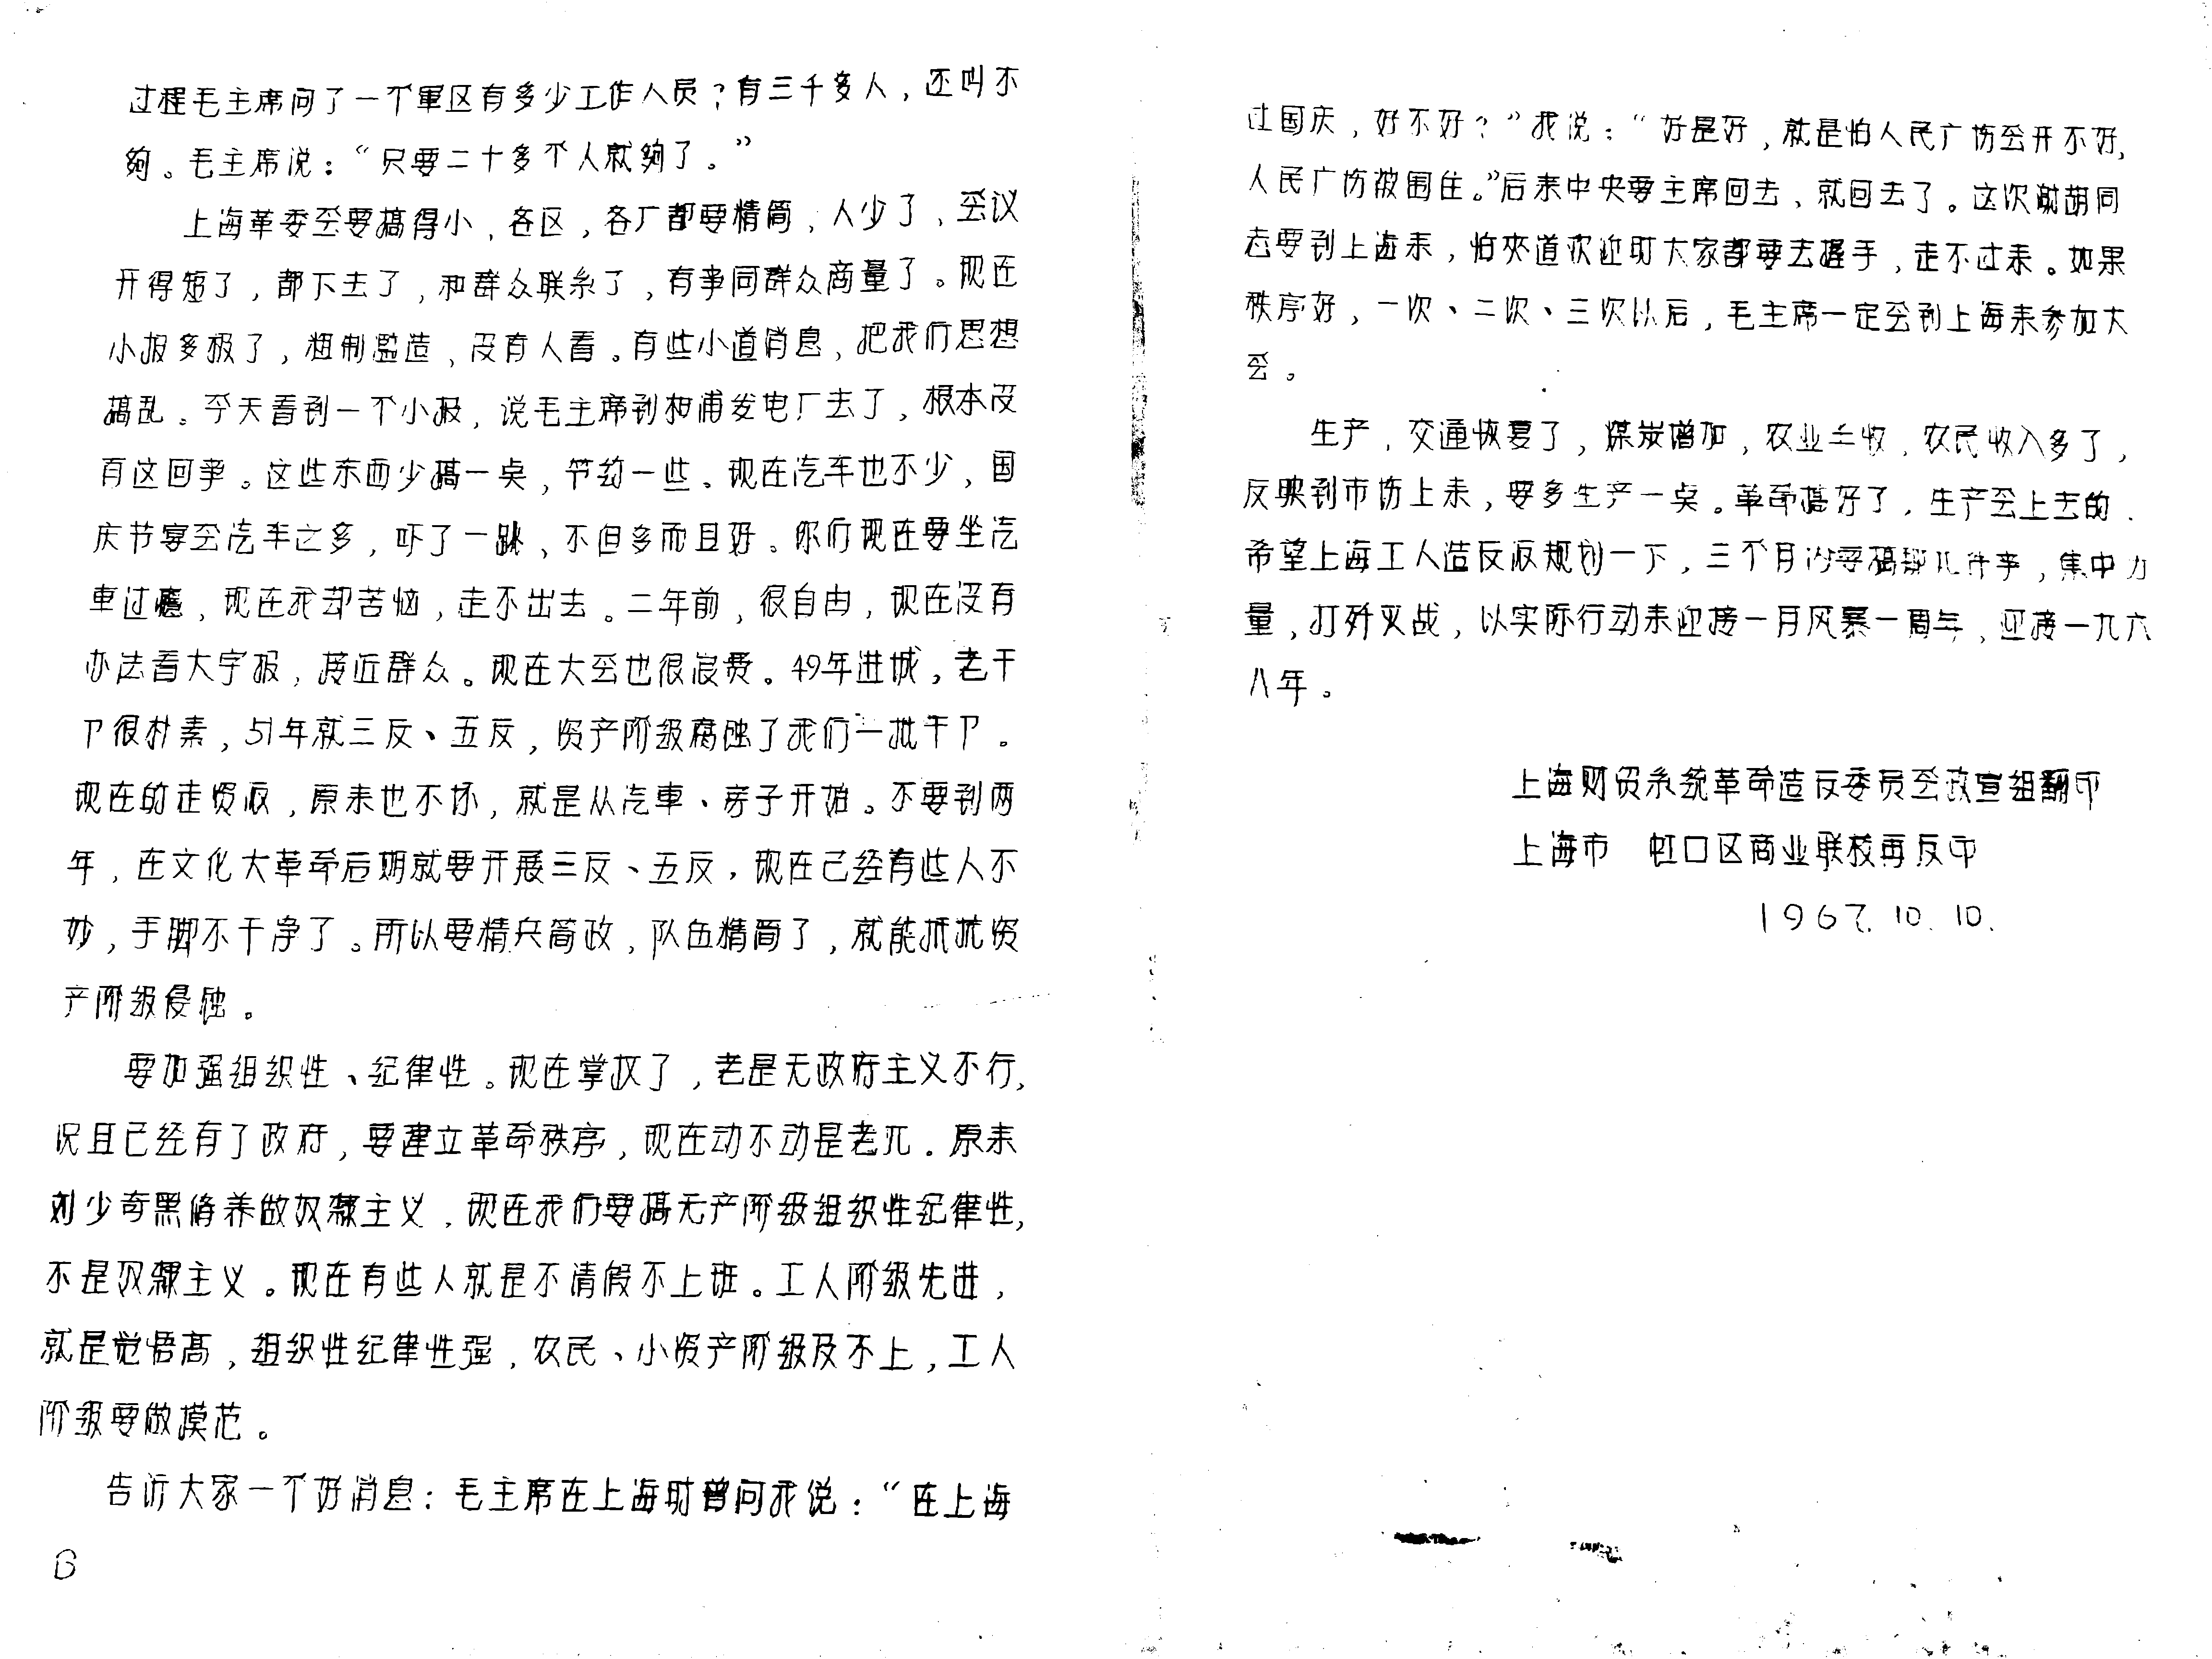 过程毛主席问了一个軍区有多少工作人员?有三千多人，还叫不
夠。毛主席说：“只要二十多个人就夠了。”
上海革委会要搞得小、各区，各厂都要精简，人少了、会议
开得短了，都下去了，和群众联系了，有事同群众商量了。现在
小报多极了，粗制滥造、没有人看。有些小道消息，把我们思想
搞乱。今天看到一个小报，说毛主席到杨浦发电厂去了，根本没
有这回事。这些东西少搞一点，节约一些。现在汽车也不少，国
庆节宴会汽车之多，吓了一跳、不但多而且好。你们现在要坐汽
車过瘾，现在我却苦恼，走不出去。二年前，很自由，现在没有
办法看大字报，接近群众。现在大会也很浪费。49年进城，老干
卩很朴素，51年就三反、五反，资产阶级腐蚀了我们一批干卩。
现在的走资派，原来也不坏，就是从汽車、房子开始。不要到两
年，在文化大革命后期就要开展三反、五反，现在已经有些人不
妙，手脚不干净了。所以要精兵简政，队伍精简了，就能抵抗资
产阶级侵蚀。
要加强组织性、纪律性。现在掌权了，老是无政府主义不行，
况且已经有了政府，要建立革命秩序，现在动不动是老兀。原来
刘少奇黑修养做奴隶主义，现在我们要搞无产阶级组织性纪律性，
不是奴隶主义。现在有些人就是不请假不上班。工人阶级先进，
就是觉悟高，组织性纪律性强，农民、小资产阶级及不上，工人
阶级要做摸范。
告诉大家一个好消息：毛主席在上海时曾问我说：“在上海
6
过国庆，好不好？”我说：“好是好，就是怕人民广场会开不好，
人民广场被围住。”后来中央要主席回去、就回去了。这次谢胡同
志要到上海来，怕夹道欢迎时大家都要去握手，走不过来。如果
秩序好，一次、二次、三次以后，毛主席一定会到上海来参加大
会。
生产，交通恢复了，煤炭增加，农业丰收，农民收入多了，
反映到市场上来，要多生产一点。革命搞好了，生产会上去的．
希望上海工人造反派规划一下，三个月内要搞那几件事，集中力
量，打歼灭战，以实际行动来迎接一月风暴一周年，迎接一九六
八年。
上海财贸系统革命造反委员会政宣组翻印
上海市 虹口区商业联校再反印
1967.10.10.